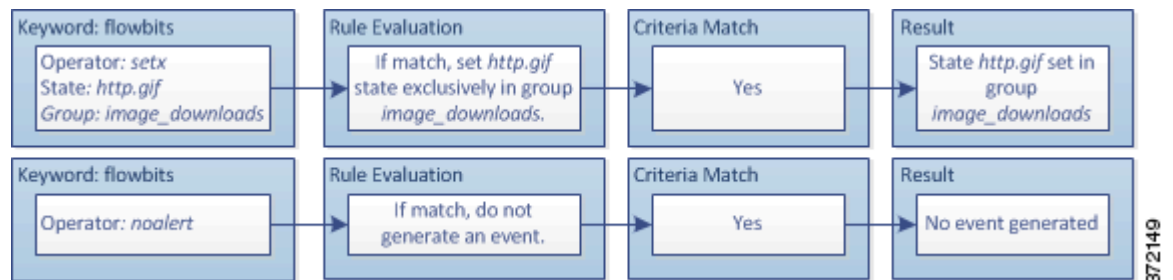 Keyword: flowbits
Operator: setx
State: http.gif
Group: image_downloads
Rule Evaluation
If match, set http.gif
state exclusively in group
image_downloads.
Criteria Match
Yes
Result
State http.gif set in
group
image_downloads
Keyword: flowbits
Operator: noalert
Rule Evaluation
If match, do not
generate an event.
Criteria Match
Yes
Result
No event generated
372149